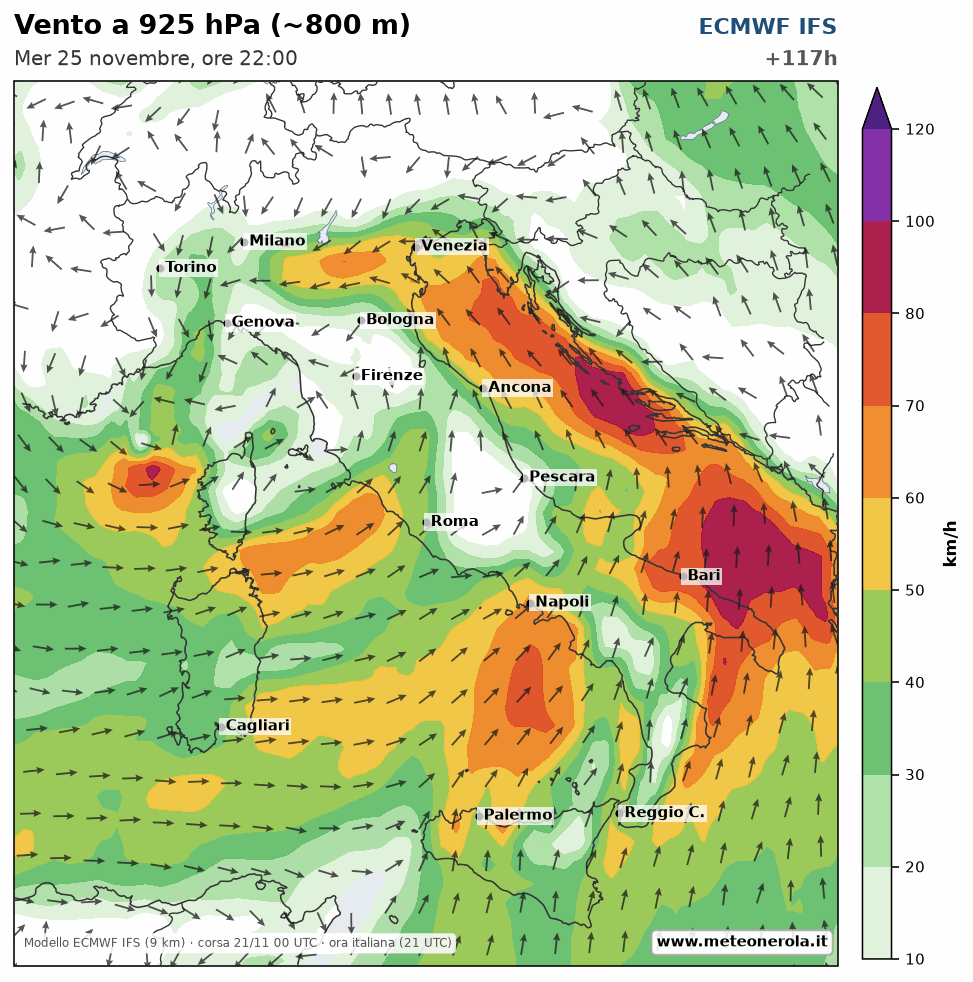 Vento a 925 hPa (~800 m)
ECMWF IFS
Mer 25 novembre, ore 22:00
+117h
120
100
80
70
60
50
40
30
20
10
km/h
Milano
Venezia
Torino
Genova
Bologna
Firenze
Ancona
Pescara
Roma
Bari
Napoli
Cagliari
Palermo
Reggio C.
Modello ECMWF IFS (9 km) · corsa 21/11 00 UTC · ora italiana (21 UTC)
www.meteonerola.it